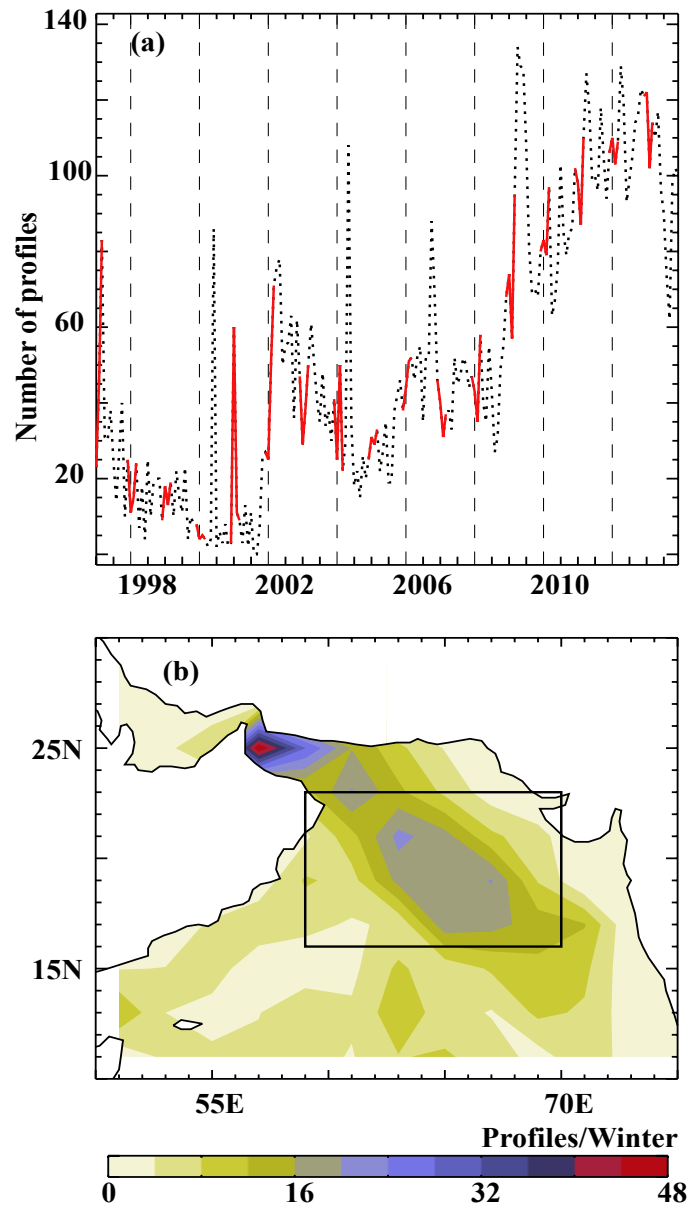 140
(a)
100
60
20
Number of profiles
1998 2002 2006 2010
(b)
25N
15N
55E 70E
Profiles/Winter
0 16 32 48